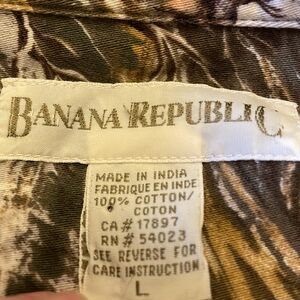 BANANA REPUBLIC
MADE IN INDIA
FABRIQUE EN INDE
100% COTTON/
COTON
CA# 17897
RN# 54023
SEE REVERSE FOR
CARE INSTRUCTION
L